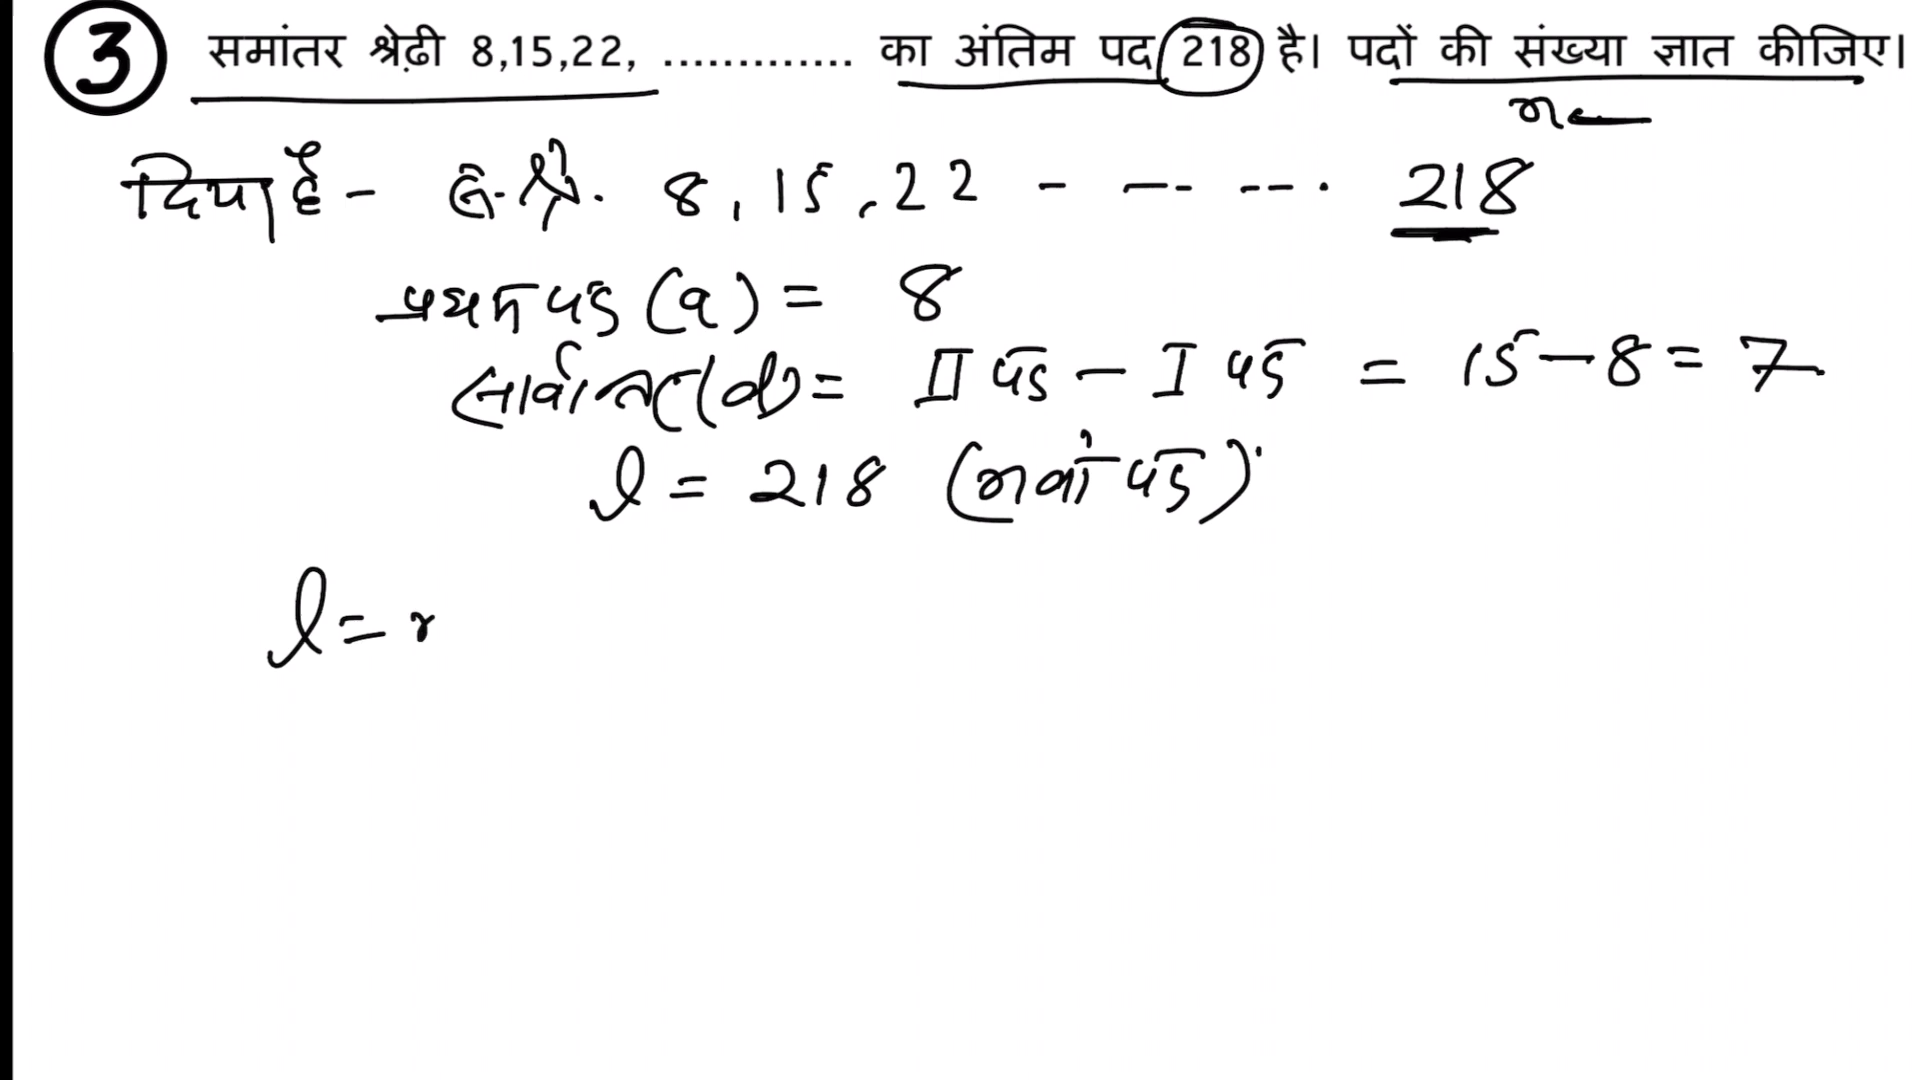 3 समांतर श्रेढ़ी 8,15,22, ............. का अंतिम पद 218 है। पदों की संख्या ज्ञात कीजिए।
n
दिया है - स. श्रे. 8, 15, 22 - -- --. 218
प्रथम पद (a) = 8
सार्वान्तर (d) = II पद - I पद = 15 - 8 = 7
l = 218 (n वाँ पद)
l =